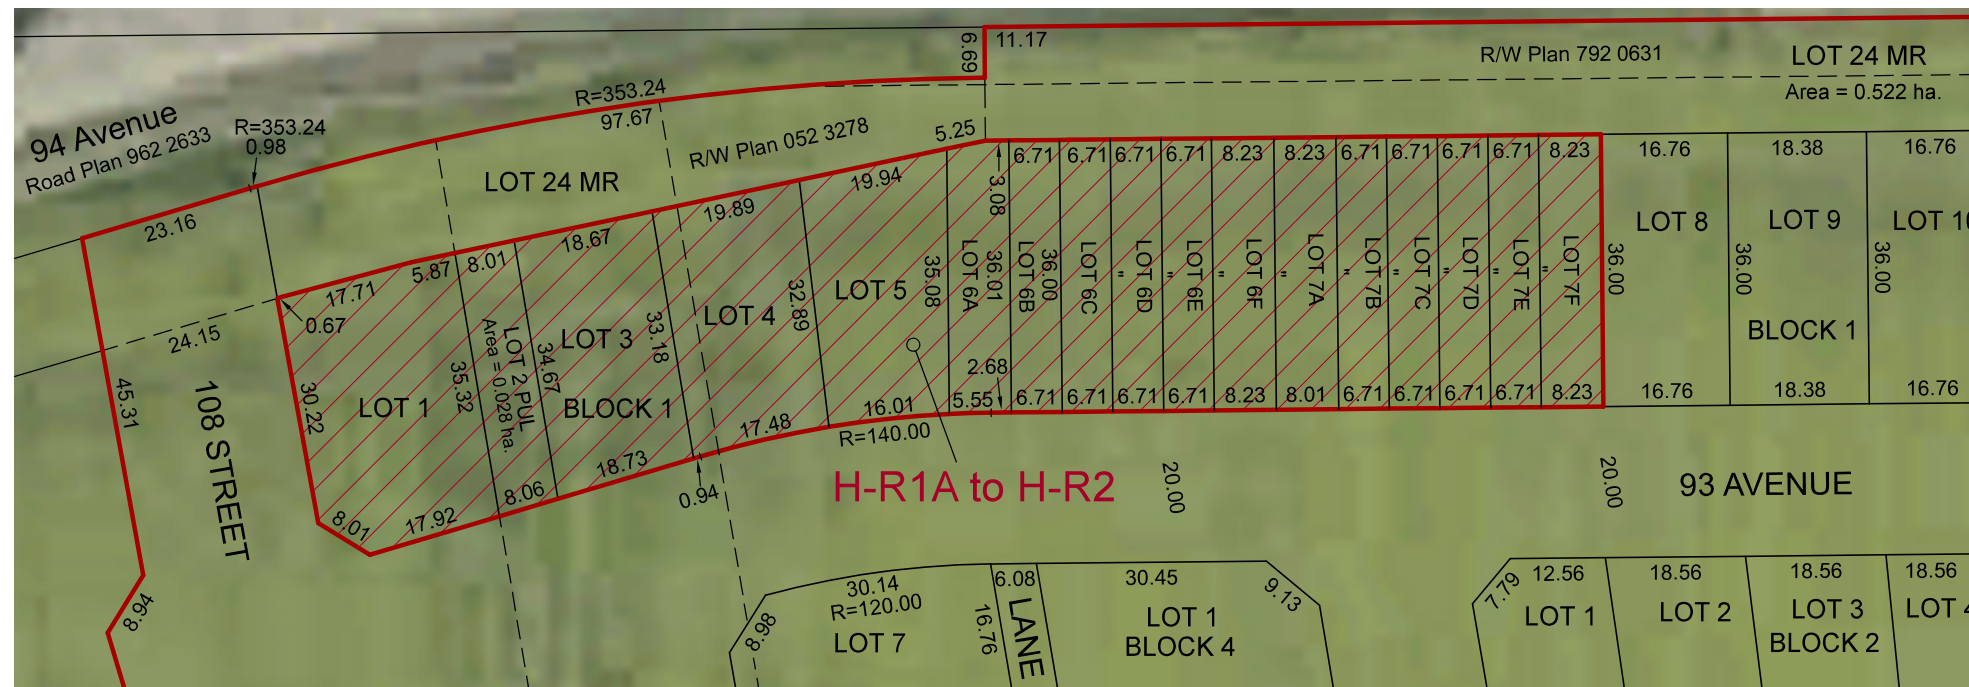 6.69
11.17
R/W Plan 792 0631
LOT 24 MR
Area = 0.522 ha.
94 Avenue
Road Plan 962 2633
R=353.24
0.98
R=353.24
97.67
R/W Plan 052 3278
5.25
LOT 24 MR
23.16
24.15
45.31
108 STREET
8.94
17.71
5.87
8.01
18.67
19.89
19.94
0.67
30.22
LOT 1
35.32
LOT 2 PUL
Area = 0.028 ha.
34.67
LOT 3
BLOCK 1
33.18
LOT 4
32.89
LOT 5
35.08
8.01
17.92
8.06
18.73
0.94
17.48
16.01
R=140.00
5.55
2.68
3.08
36.01
LOT 6A
6.71 6.71 6.71 6.71 8.23 8.23 6.71 6.71 6.71 6.71 8.23
LOT 6B
36.00
LOT 6C
"
LOT 6D
"
LOT 6E
"
LOT 6F
"
LOT 7A
"
LOT 7B
"
LOT 7C
"
LOT 7D
"
LOT 7E
"
LOT 7F
6.71 6.71 6.71 6.71 8.23 8.01 6.71 6.71 6.71 6.71 8.23
36.00
16.76
LOT 8
16.76
36.00
18.38
LOT 9
BLOCK 1
18.38
36.00
16.76
LOT 10
16.76
H-R1A to H-R2
20.00
20.00
93 AVENUE
8.98
30.14
R=120.00
LOT 7
16.76
6.08
LANE
30.45
LOT 1
BLOCK 4
9.13
7.79
12.56
LOT 1
18.56
LOT 2
18.56
LOT 3
BLOCK 2
18.56
LOT 4